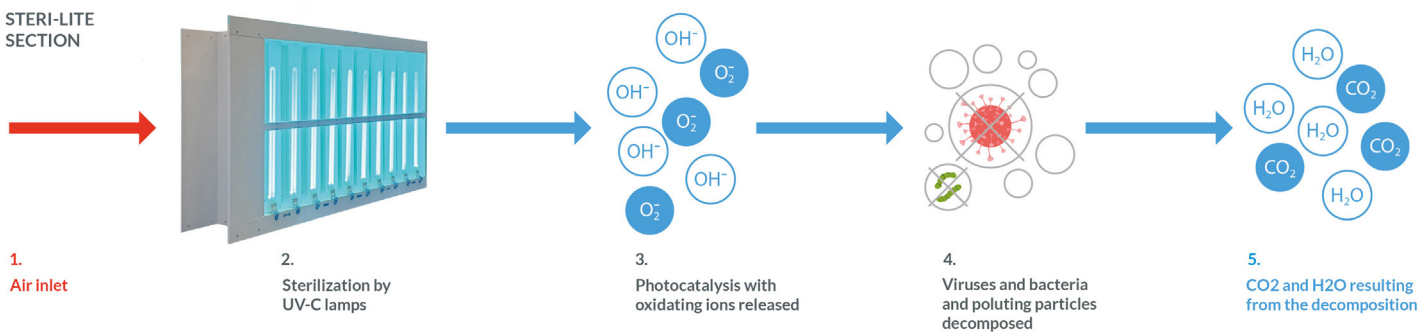 STERI-LITE
SECTION
OH⁻
O₂⁻
OH⁻
O₂⁻
OH⁻
OH⁻
O₂⁻
H₂O
CO₂
H₂O
H₂O
CO₂
CO₂
H₂O
1.
Air inlet
2.
Sterilization by
UV-C lamps
3.
Photocatalysis with
oxidating ions released
4.
Viruses and bacteria
and poluting particles
decomposed
5.
CO2 and H2O resulting
from the decomposition